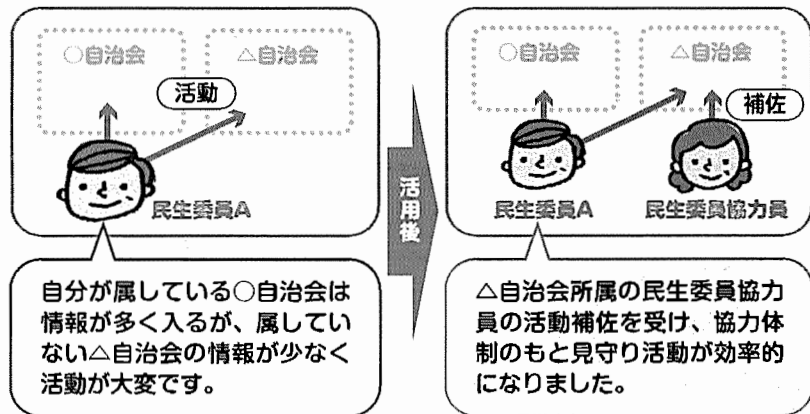 ○自治会
△自治会
活動
民生委員A
自分が属している○自治会は
情報が多く入るが、属してい
ない△自治会の情報が少なく
活動が大変です。
活用後
○自治会
△自治会
補佐
民生委員A
民生委員協力員
△自治会所属の民生委員協力
員の活動補佐を受け、協力体
制のもと見守り活動が効率的
になりました。